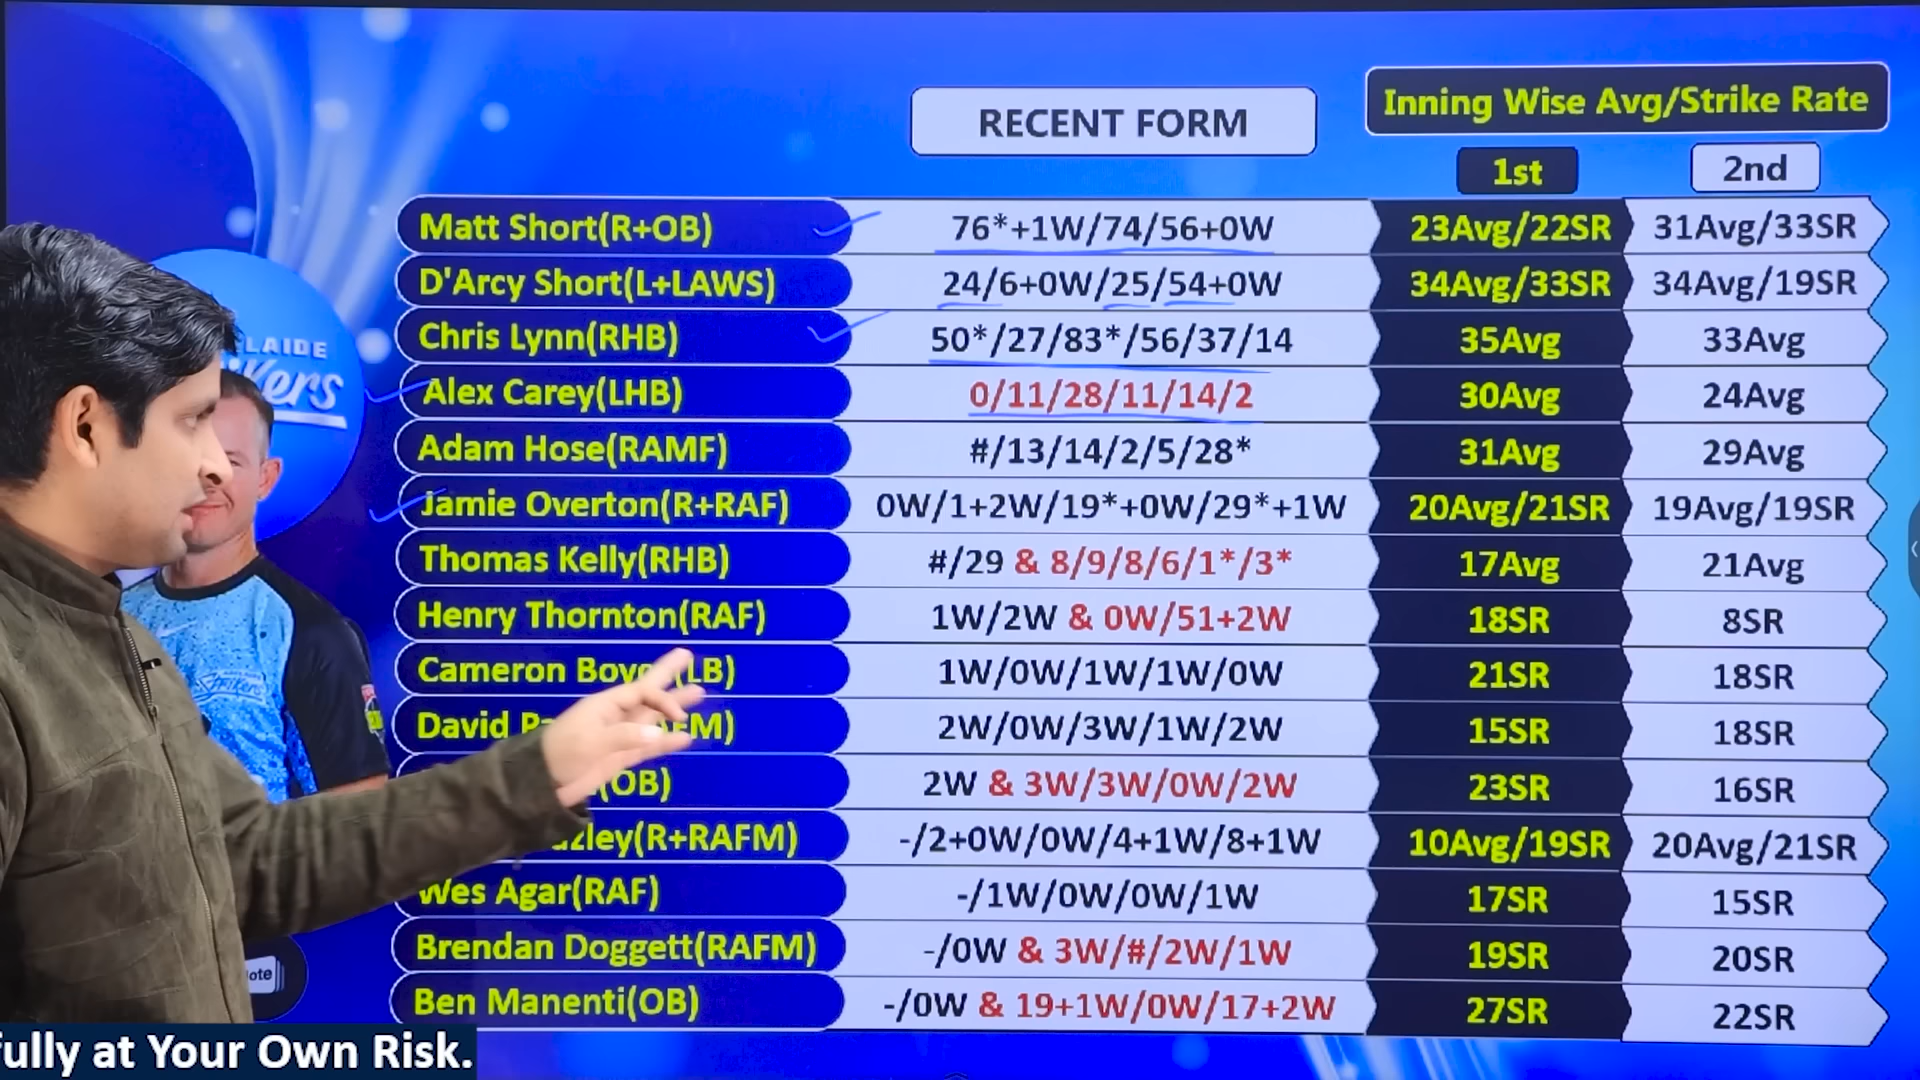 Inning Wise Avg/Strike Rate
RECENT FORM
1st 2nd
Matt Short(R+OB) 76*+1W/74/56+0W 23Avg/22SR 31Avg/33SR
D'Arcy Short(L+LAWS) 24/6+0W/25/54+0W 34Avg/33SR 34Avg/19SR
Chris Lynn(RHB) 50*/27/83*/56/37/14 35Avg 33Avg
Alex Carey(LHB) 0/11/28/11/14/2 30Avg 24Avg
Adam Hose(RAMF) #/13/14/2/5/28* 31Avg 29Avg
Jamie Overton(R+RAF) 0W/1+2W/19*+0W/29*+1W 20Avg/21SR 19Avg/19SR
Thomas Kelly(RHB) #/29 & 8/9/8/6/1*/3* 17Avg 21Avg
Henry Thornton(RAF) 1W/2W & 0W/51+2W 18SR 8SR
Cameron (LB) 1W/0W/1W/1W/0W 21SR 18SR
David 2W/0W/3W/1W/2W 15SR 18SR
(OB) 2W & 3W/3W/0W/2W 23SR 16SR
(R+RAFM) -/2+0W/0W/4+1W/8+1W 10Avg/19SR 20Avg/21SR
Wes Agar(RAF) -/1W/0W/0W/1W 17SR 15SR
Brendan Doggett(RAFM) -/0W & 3W/#/2W/1W 19SR 20SR
Ben Manenti(OB) -/0W & 19+1W/0W/17+2W 27SR 22SR
fully at Your Own Risk.